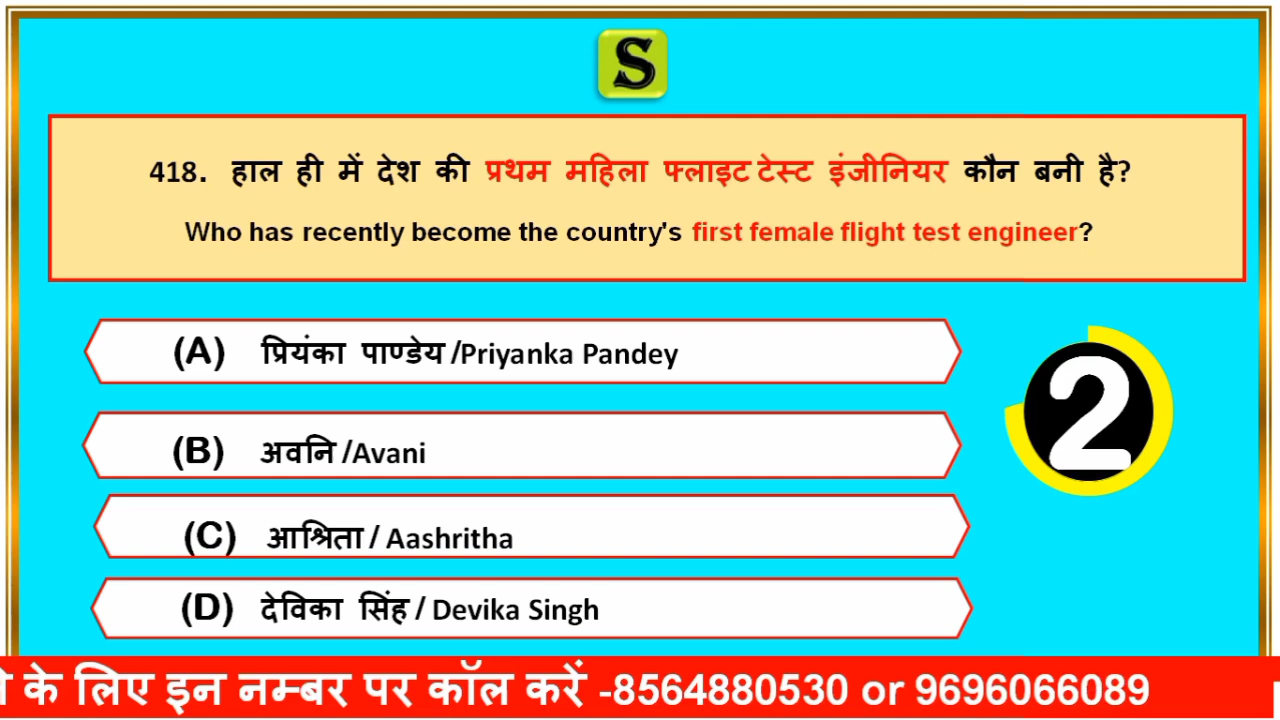 S
418. हाल ही में देश की प्रथम महिला फ्लाइट टेस्ट इंजीनियर कौन बनी है?
Who has recently become the country's first female flight test engineer?
(A) प्रियंका पाण्डेय /Priyanka Pandey
(B) अवनि /Avani
2
(C) आश्रिता / Aashritha
(D) देविका सिंह / Devika Singh
के लिए इन नम्बर पर कॉल करें -8564880530 or 9696066089